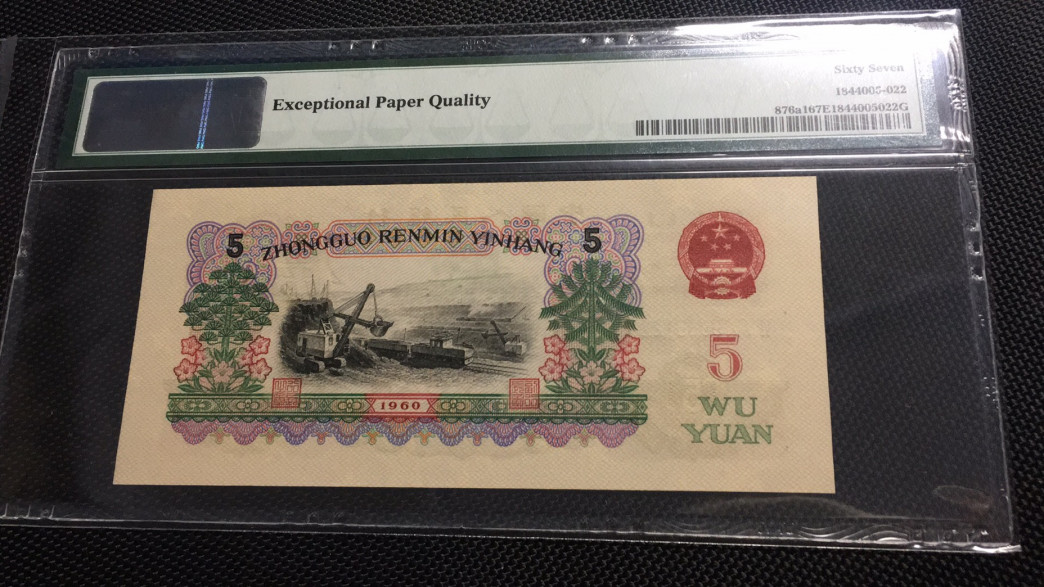 Sixty Seven
Exceptional Paper Quality
1844005-022
876a167E1844005022G
5 ZHONGGUO RENMIN YINHANG 5
5
1960
WU
YUAN